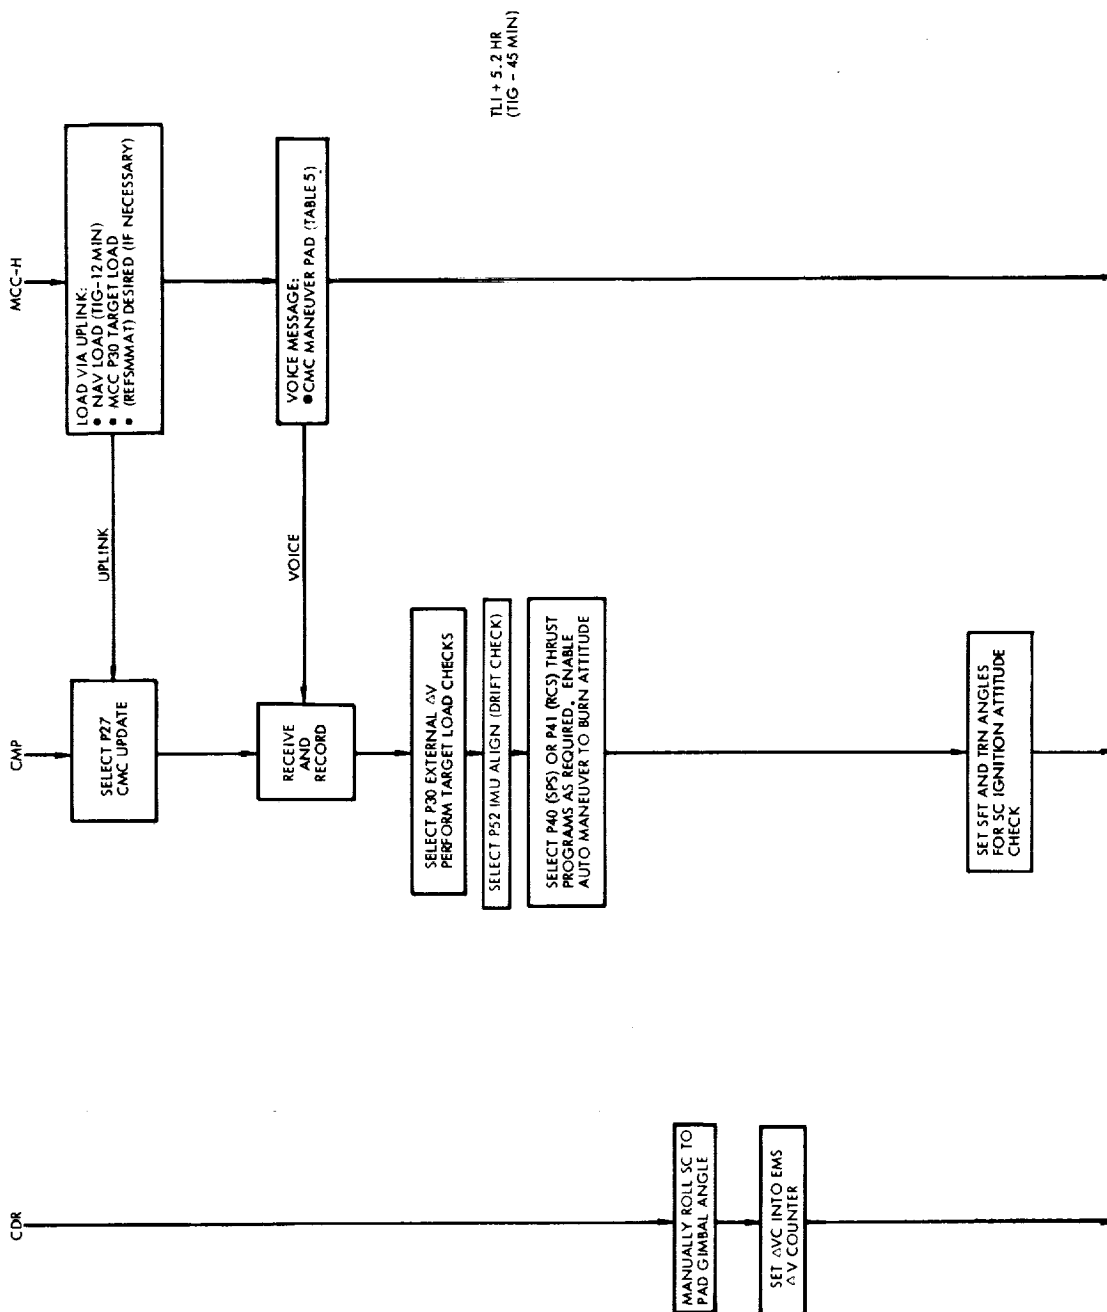 MCC-H
LOAD VIA UPLINK:
● NAV LOAD (TIG-12 MIN)
● MCC P30 TARGET LOAD
● (REFSMMAT) DESIRED (IF NECESSARY)
VOICE MESSAGE:
● CMC MANEUVER PAD (TABLE 5)
TLI + 5.2 HR
(TIG - 45 MIN)
UPLINK
VOICE
CMP
SELECT P27
CMC UPDATE
RECEIVE
AND
RECORD
SELECT P30 EXTERNAL ΔV
PERFORM TARGET LOAD CHECKS
SELECT P52 IMU ALIGN (DRIFT CHECK)
SELECT P40 (SPS) OR P41 (RCS) THRUST
PROGRAMS AS REQUIRED. ENABLE
AUTO MANEUVER TO BURN ATTITUDE
SET SFT AND TRN ANGLES
FOR SC IGNITION ATTITUDE
CHECK
CDR
MANUALLY ROLL SC TO
PAD GIMBAL ANGLE
SET ΔVC INTO EMS
ΔV COUNTER